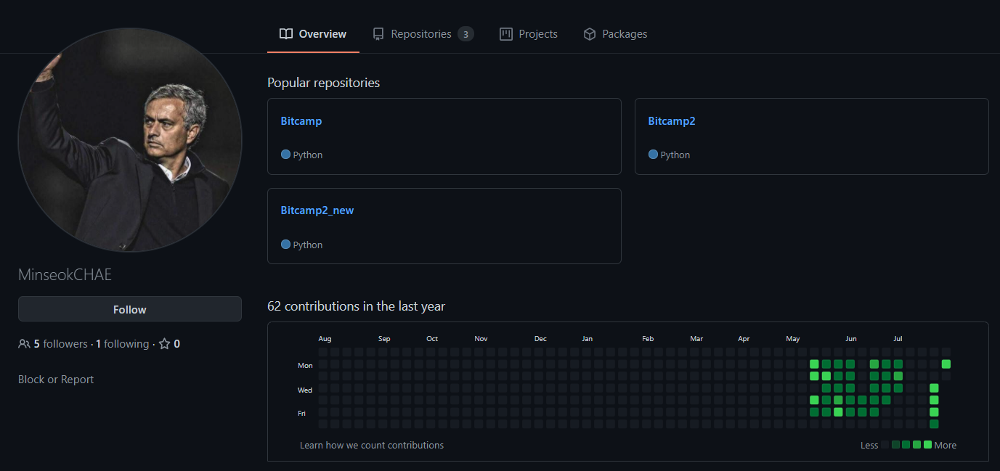 Overview Repositories 3 Projects Packages
Popular repositories
Bitcamp
Python
Bitcamp2
Python
Bitcamp2_new
Python
MinseokCHAE
Follow
5 followers · 1 following · 0
Block or Report
62 contributions in the last year
Aug Sep Oct Nov Dec Jan Feb Mar Apr May Jun Jul
Mon
Wed
Fri
Learn how we count contributions
Less More